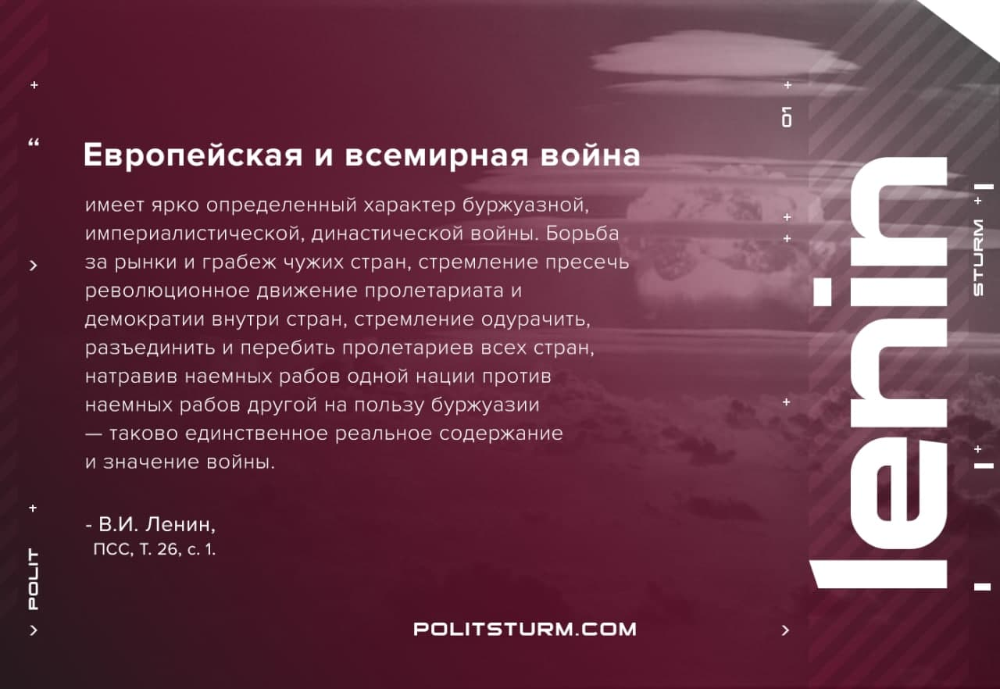 “
Европейская и всемирная война
имеет ярко определенный характер буржуазной,
империалистической, династической войны. Борьба
за рынки и грабеж чужих стран, стремление пресечь
революционное движение пролетариата и
демократии внутри стран, стремление одурачить,
разъединить и перебить пролетариев всех стран,
натравив наемных рабов одной нации против
наемных рабов другой на пользу буржуазии
— таково единственное реальное содержание
и значение войны.
- В.И. Ленин,
ПСС, Т. 26, с. 1.
POLIT
POLITSTURM.COM
01
lenin
STURM